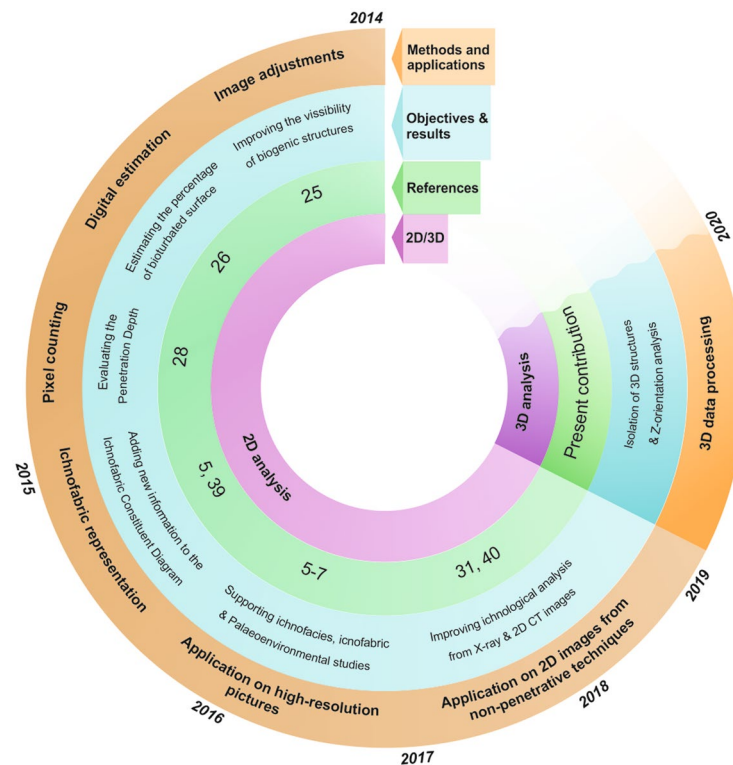 2014
Methods and
applications
Objectives &
results
References
2D/3D
Image adjustments
Improving the vissibility
of biogenic structures
25
Digital estimation
Estimating the percentage
of bioturbated surface
26
Pixel counting
Evaluating the
Penetration Depth
28
2015
Ichnofabric representation
Adding new information to the
Ichnofabric Constituent Diagram
5, 39
2D analysis
2016
Application on high-resolution
pictures
Supporting ichnofacies, icnofabric
& Palaeoenvironmental studies
5-7
2017
Application on 2D images from
non-penetrative techniques
Improving ichnological analysis
from X-ray & 2D CT images
31, 40
2018
2019
3D data processing
Isolation of 3D structures
& Z-orientation analysis
Present contribution
3D analysis
2020